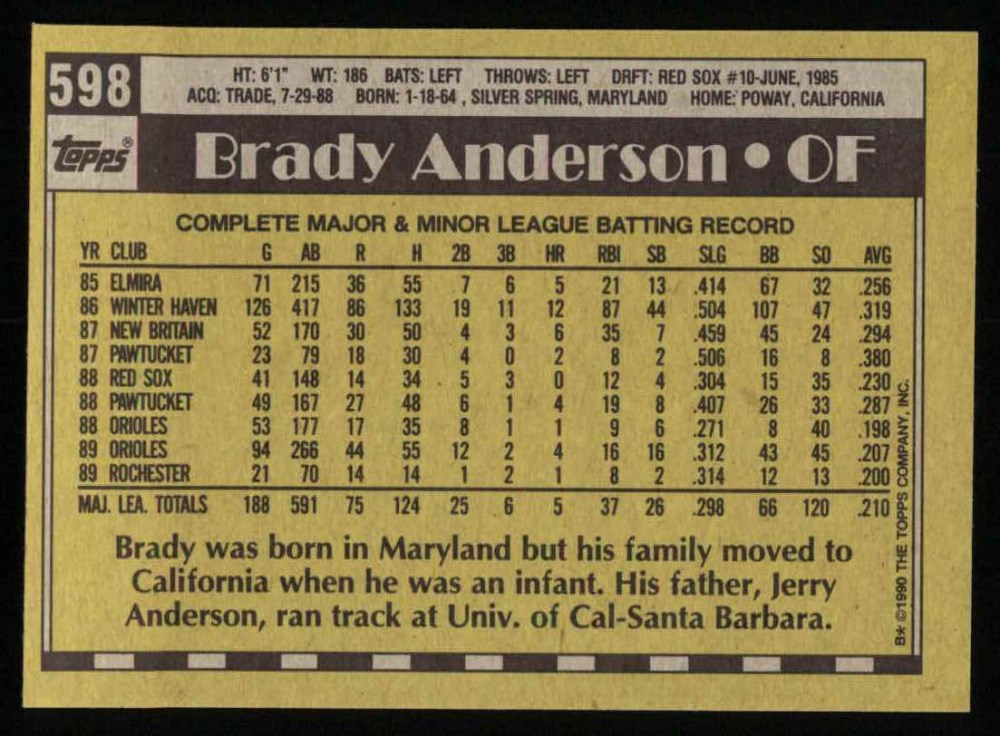 598
HT: 6'1" WT: 186 BATS: LEFT THROWS: LEFT DRFT: RED SOX #10-JUNE, 1985
ACQ: TRADE, 7-29-88 BORN: 1-18-64 , SILVER SPRING, MARYLAND HOME: POWAY, CALIFORNIA
topps®
Brady Anderson • OF
COMPLETE MAJOR & MINOR LEAGUE BATTING RECORD
YR CLUB G AB R H 2B 3B HR RBI SB SLG BB SO AVG
85 ELMIRA 71 215 36 55 7 6 5 21 13 .414 67 32 .256
86 WINTER HAVEN 126 417 86 133 19 11 12 87 44 .504 107 47 .319
87 NEW BRITAIN 52 170 30 50 4 3 6 35 7 .459 45 24 .294
87 PAWTUCKET 23 79 18 30 4 0 2 8 2 .506 16 8 .380
88 RED SOX 41 148 14 34 5 3 0 12 4 .304 15 35 .230
88 PAWTUCKET 49 167 27 48 6 1 4 19 8 .407 26 33 .287
88 ORIOLES 53 177 17 35 8 1 1 9 6 .271 8 40 .198
89 ORIOLES 94 266 44 55 12 2 4 16 16 .312 43 45 .207
89 ROCHESTER 21 70 14 14 1 2 1 8 2 .314 12 13 .200
MAJ. LEA. TOTALS 188 591 75 124 25 6 5 37 26 .298 66 120 .210
Brady was born in Maryland but his family moved to
California when he was an infant. His father, Jerry
Anderson, ran track at Univ. of Cal-Santa Barbara.
B* ©1990 THE TOPPS COMPANY, INC.